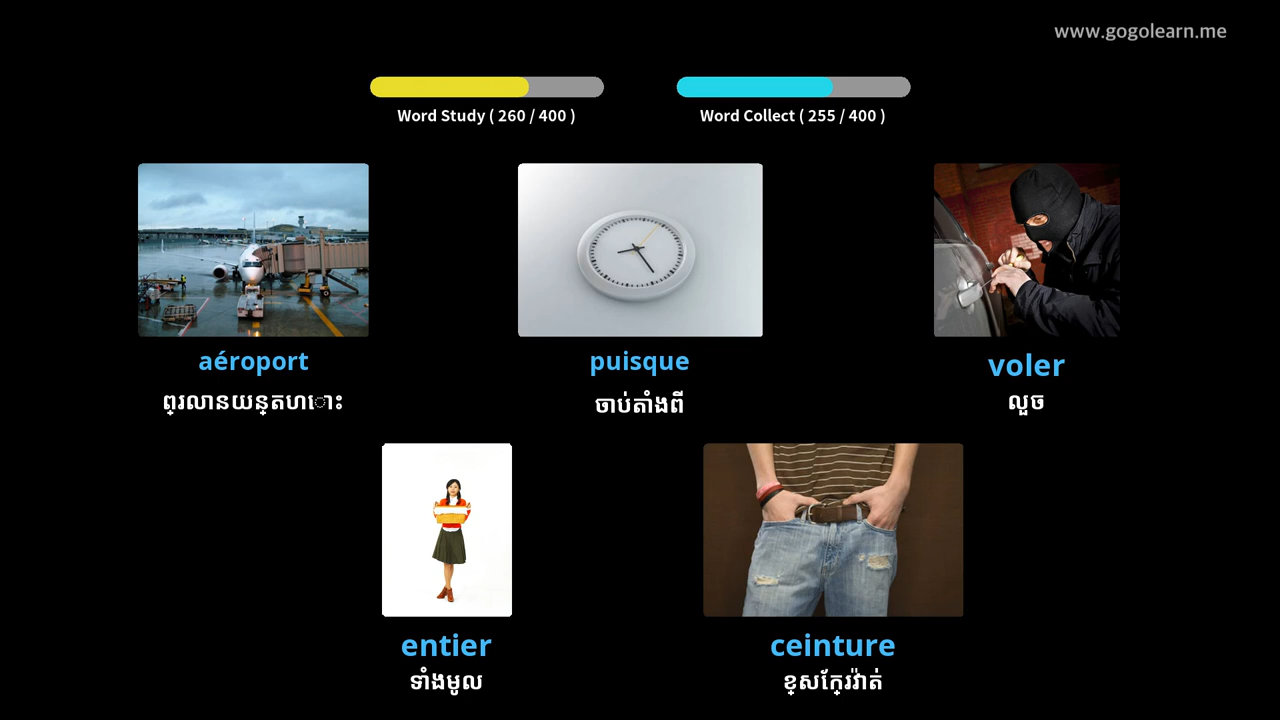 www.gogolearn.me
Word Study ( 260 / 400 )
Word Collect ( 255 / 400 )
aéroport
ព្រលានយន្តហោះ
puisque
ចាប់តាំងពី
voler
លួច
entier
ទាំងមូល
ceinture
ខ្សែក្រវ៉ាត់